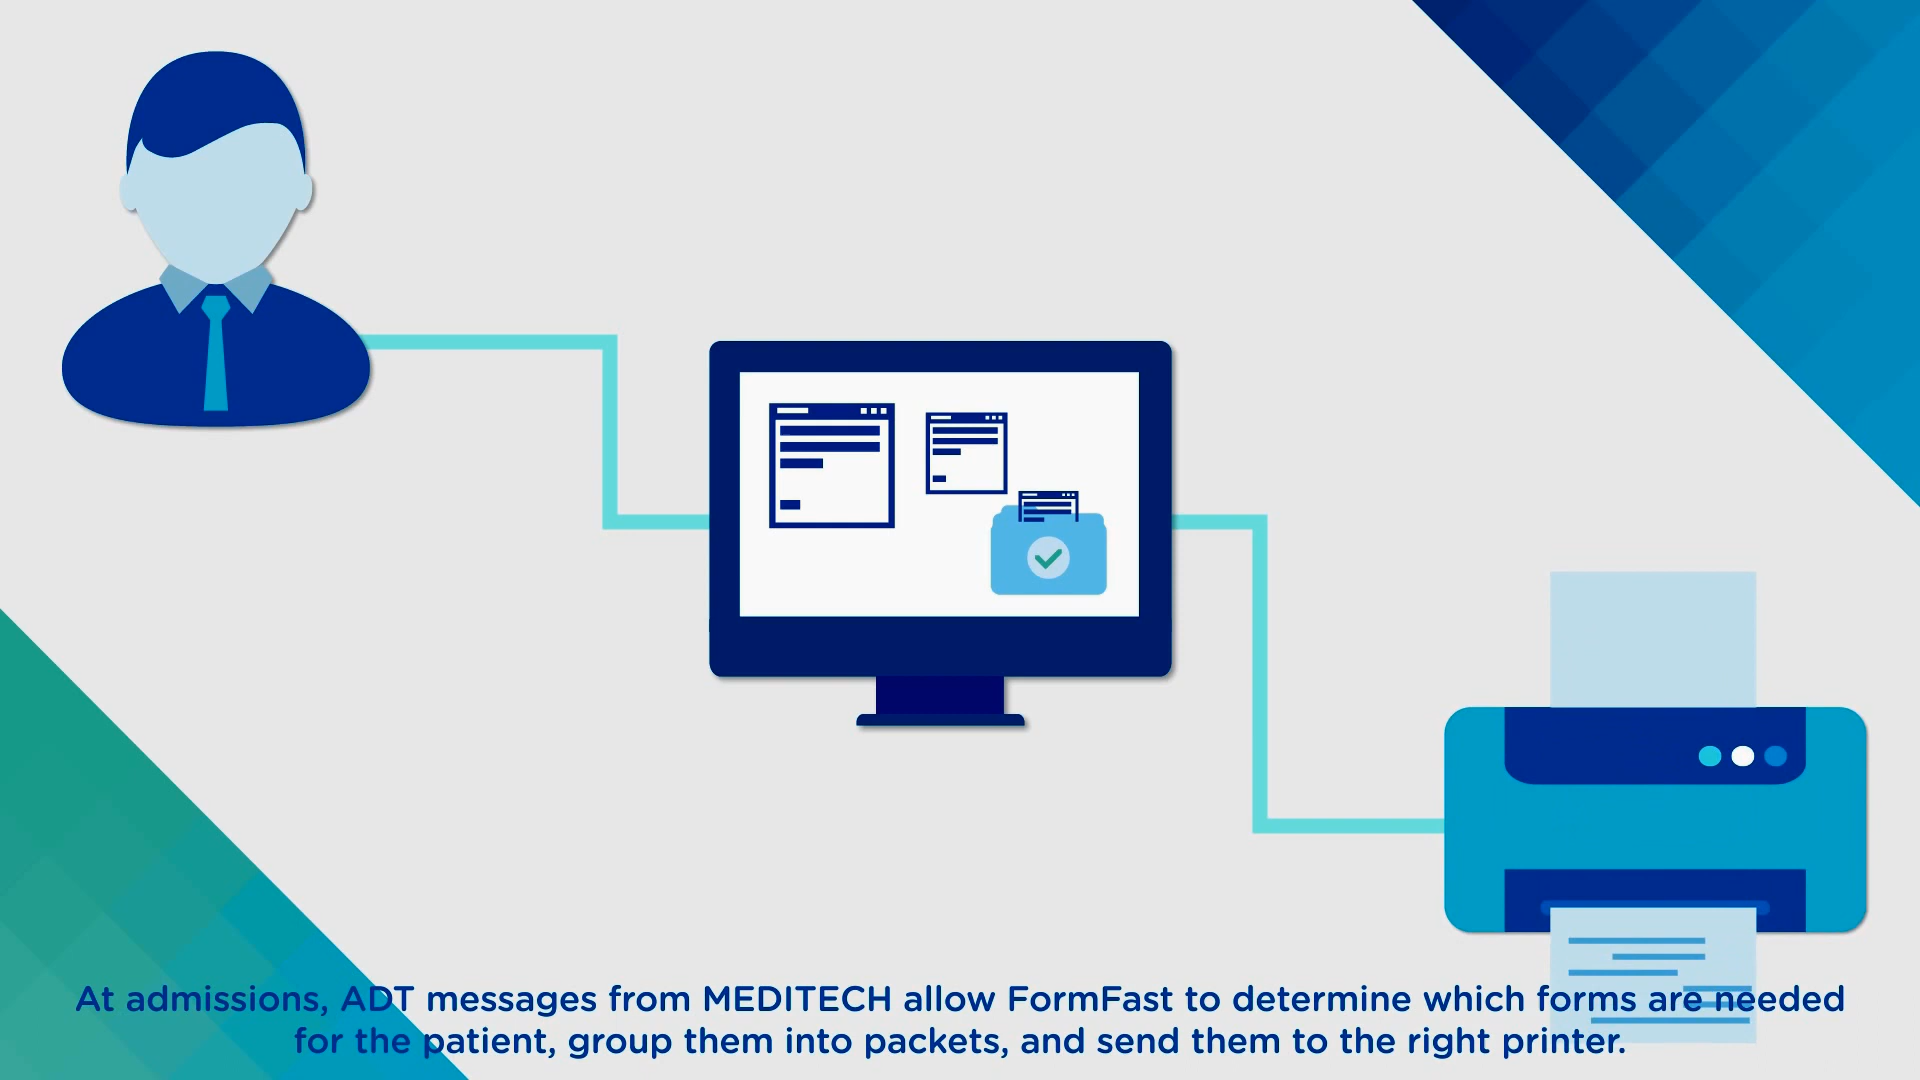 At admissions, ADT messages from MEDITECH allow FormFast to determine which forms are needed
for the patient, group them into packets, and send them to the right printer.